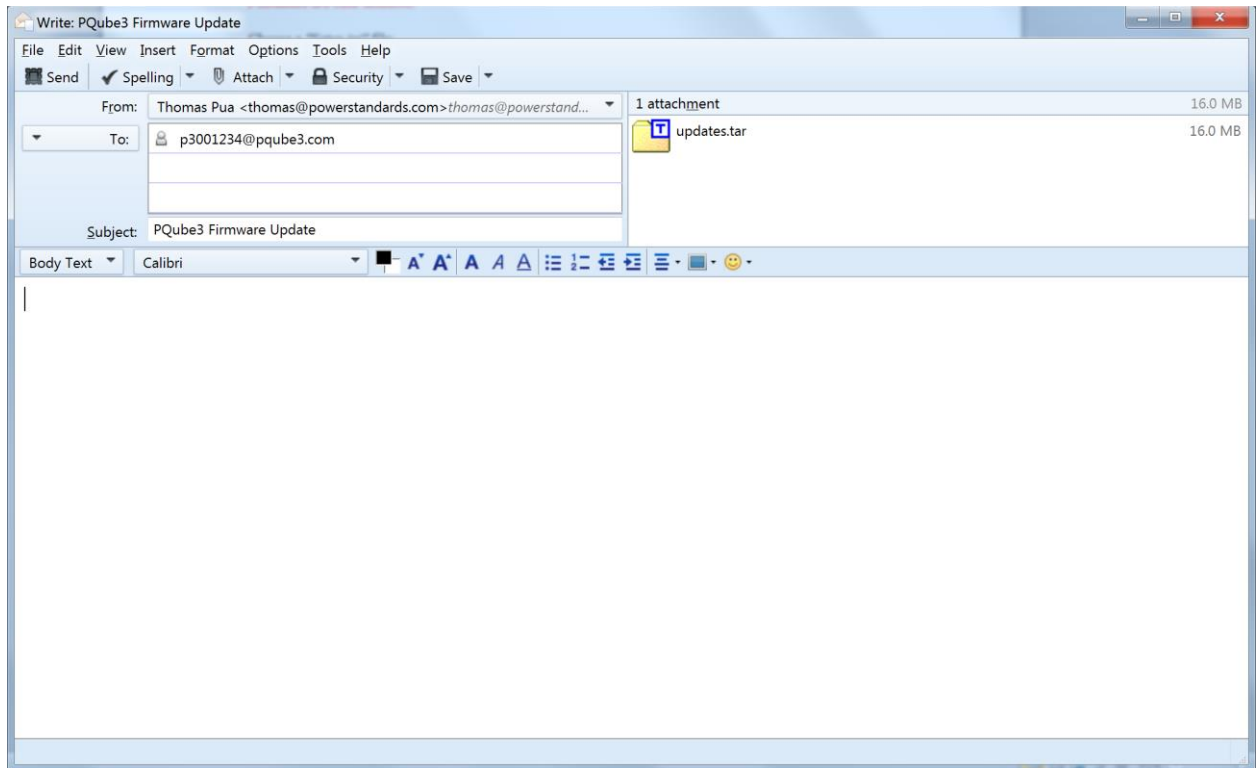 Write: PQube3 Firmware Update
File Edit View Insert Format Options Tools Help
Send Spelling Attach Security Save
From: Thomas Pua <thomas@powerstandards.com> thomas@powerstand...
To: p3001234@pqube3.com
Subject: PQube3 Firmware Update
1 attachment 16.0 MB
updates.tar 16.0 MB
Body Text Calibri